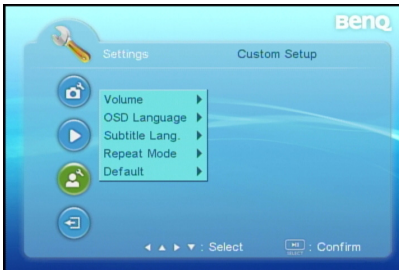 BenQ
Settings Custom Setup
Volume
OSD Language
Subtitle Lang.
Repeat Mode
Default
: Select : Confirm